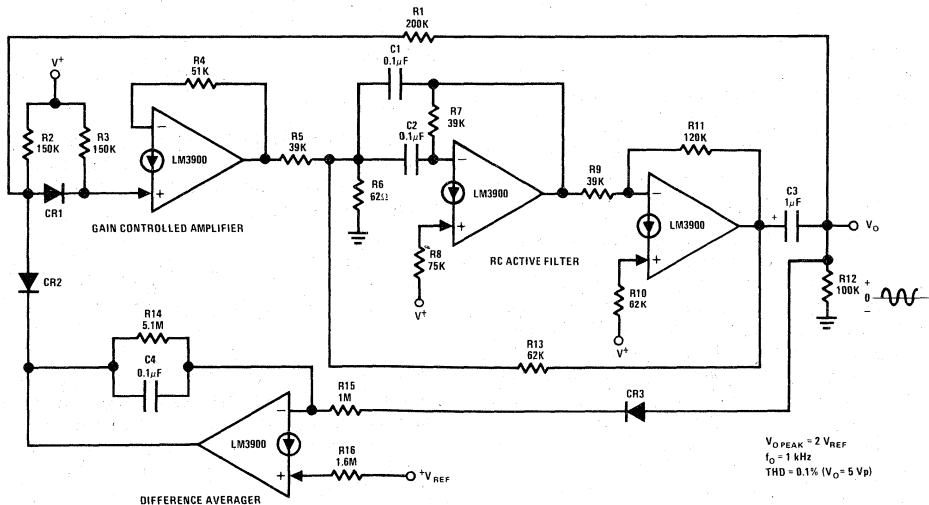 R1
200K
C1
0.1μF
V+
R4
51K
R2
150K
R3
150K
−
LM3900
+
CR1
GAIN CONTROLLED AMPLIFIER
R5
39K
C2
0.1μF
R7
39K
R6
62Ω
−
LM3900
+
R8
75K
V+
RC ACTIVE FILTER
R9
39K
R11
120K
−
LM3900
+
R10
62K
V+
C3
1μF
+
VO
R12
100K
+
0
−
CR2
R14
5.1M
C4
0.1μF
R13
62K
R15
1M
CR3
−
LM3900
+
R16
1.6M
+VREF
DIFFERENCE AVERAGER
VO PEAK = 2 VREF
fO = 1 kHz
THD = 0.1% (VO = 5 Vp)